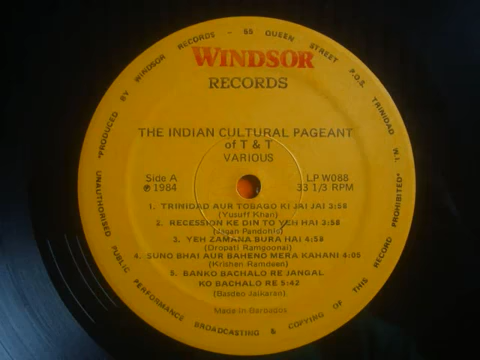 PRODUCED BY WINDSOR RECORDS - 65 QUEEN STREET P.O.S. TRINIDAD W.I.
WINDSOR
RECORDS
THE INDIAN CULTURAL PAGEANT
of T & T
VARIOUS
Side A
LP W088
℗ 1984
33 1/3 RPM
1. TRINIDAD AUR TOBAGO KI JAI JAI 3:58
(Yusuff Khan)
2. RECESSION KE DIN TO YEH HAI 3:58
3. YEH ZAMANA BURA HAI 4:58
(Dropati Ramgoonai)
4. SUNO BHAI AUR BAHENO MERA KAHANI 4:05
(Krishen Ramdeen)
5. BANKO BACHALO RE JANGAL
KO BACHALO RE 5:42
(Basdeo Jaikaran)
Made in Barbados
UNAUTHORISED PUBLIC PERFORMANCE BROADCASTING & COPYING OF THIS RECORD PROHIBITED